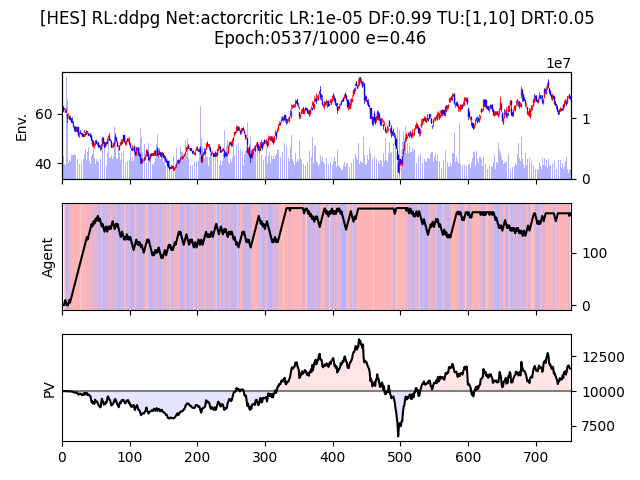 [HES] RL:ddpg Net:actorcritic LR:1e-05 DF:0.99 TU:[1,10] DRT:0.05
Epoch:0537/1000 e=0.46
1e7
Env.
60
40
1
0
Agent
100
0
PV
12500
10000
7500
0 100 200 300 400 500 600 700